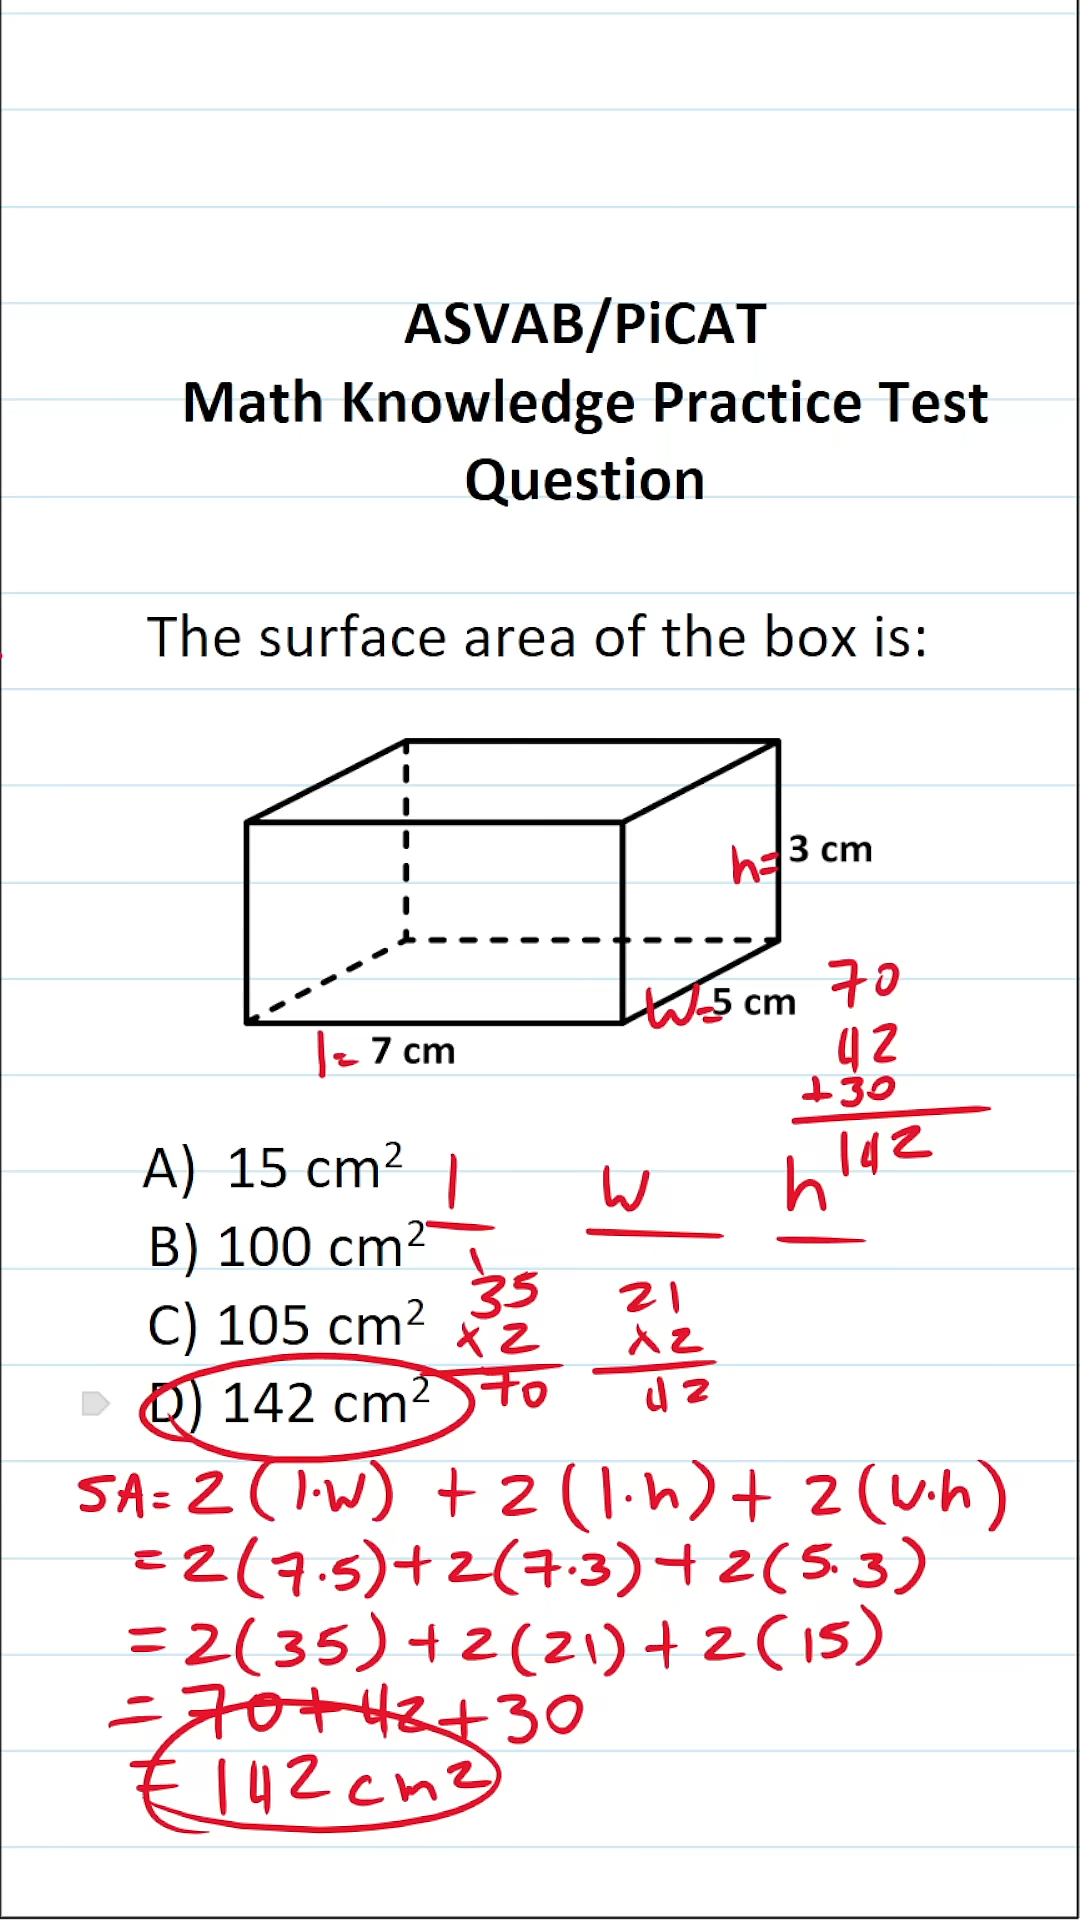 ASVAB/PiCAT
Math Knowledge Practice Test
Question
The surface area of the box is:
h= 3 cm
W= 5 cm
l= 7 cm
70
42
+30
142
A) 15 cm²
B) 100 cm²
C) 105 cm²
D) 142 cm²
l W h
1
35
x2
70
21
x2
42
SA=2(l·W) + 2(l·h)+ 2(W·h)
=2(7.5)+2(7.3)+2(5.3)
=2(35)+2(21)+2(15)
=70+42+30
= 142cm²